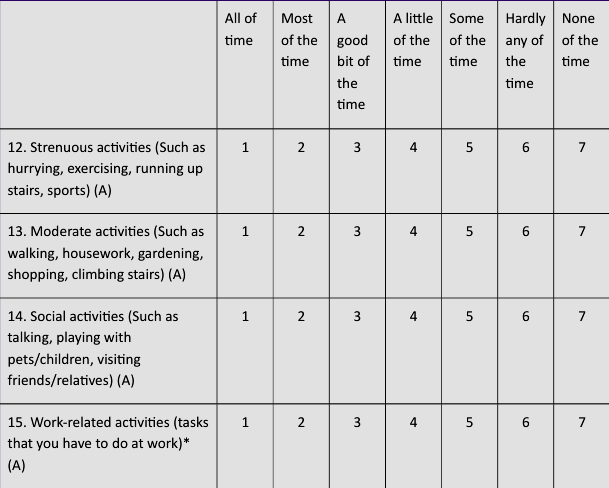 All of time
Most of the time
A good bit of the time
A little of the time
Some of the time
Hardly any of the time
None of the time
12. Strenuous activities (Such as
hurrying, exercising, running up
stairs, sports) (A)
1 2 3 4 5 6 7
13. Moderate activities (Such as
walking, housework, gardening,
shopping, climbing stairs) (A)
1 2 3 4 5 6 7
14. Social activities (Such as
talking, playing with
pets/children, visiting
friends/relatives) (A)
1 2 3 4 5 6 7
15. Work-related activities (tasks
that you have to do at work)*
(A)
1 2 3 4 5 6 7